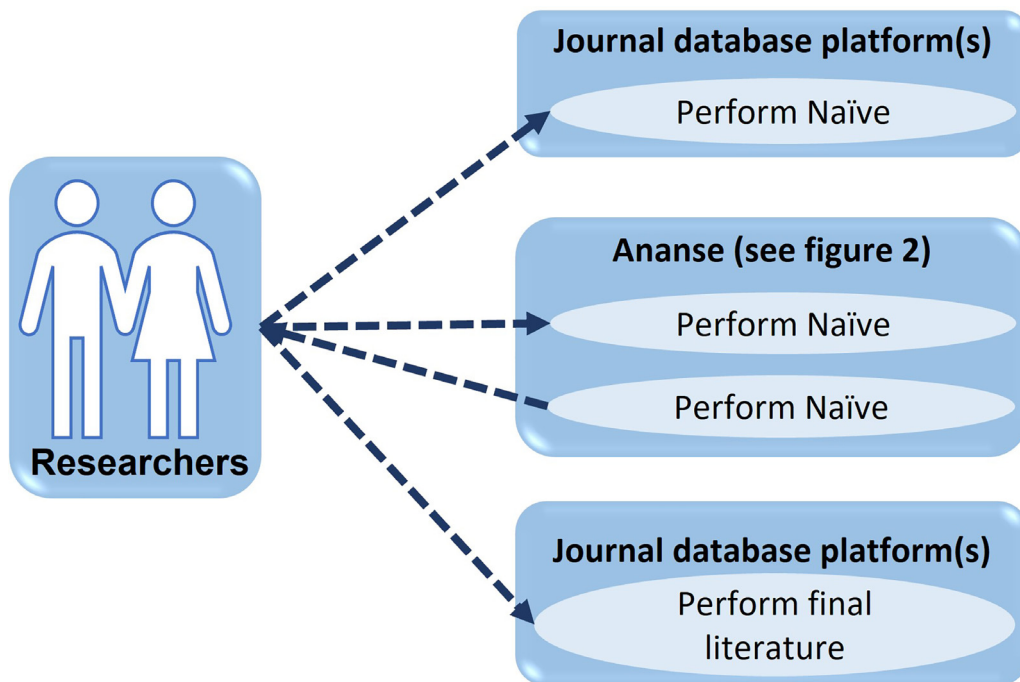 Journal database platform(s)
Perform Naïve
Researchers
Ananse (see figure 2)
Perform Naïve
Perform Naïve
Journal database platform(s)
Perform final
literature